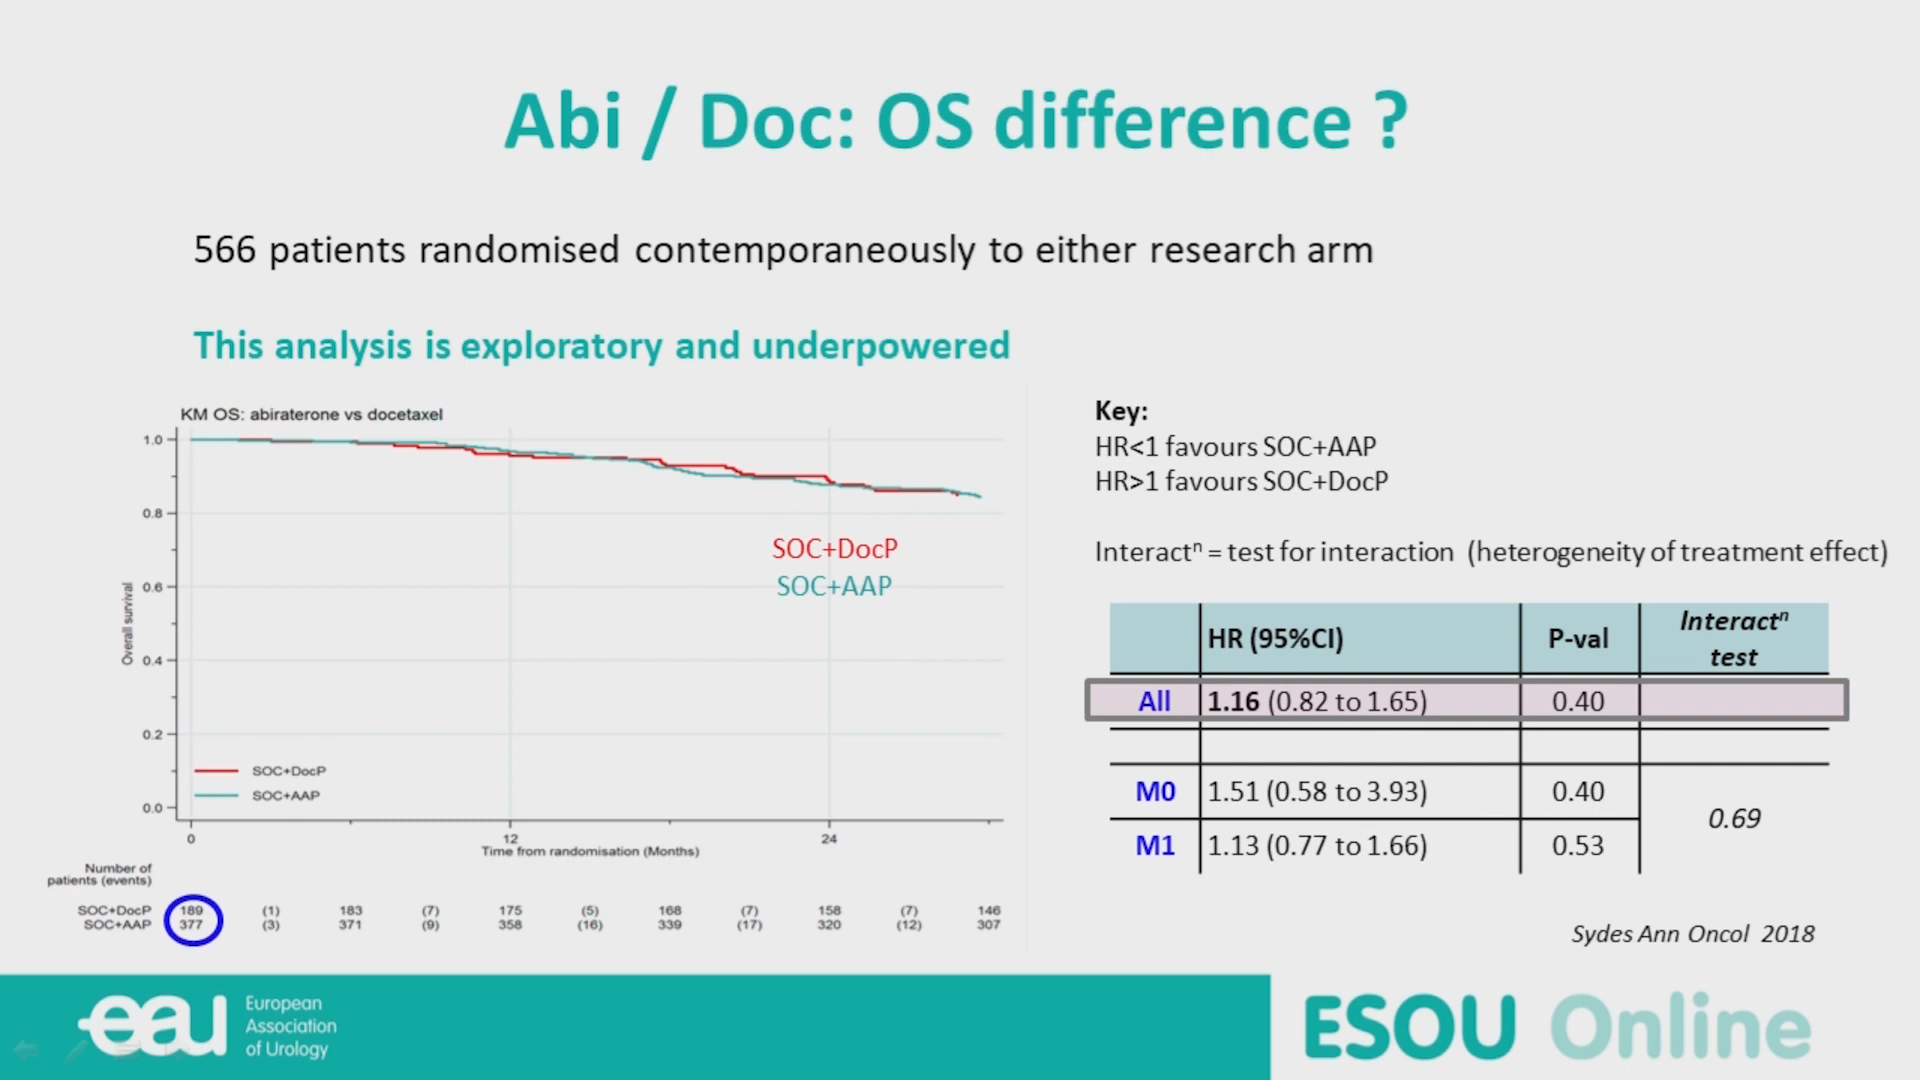 Abi / Doc: OS difference ?
566 patients randomised contemporaneously to either research arm
This analysis is exploratory and underpowered
KM OS: abiraterone vs docetaxel
1.0
0.8
0.6
0.4
0.2
0.0
Overall survival
SOC+DocP
SOC+AAP
SOC+DocP
SOC+AAP
0 12 24
Time from randomisation (Months)
Number of
patients (events)
SOC+DocP 189 (1) 183 (7) 175 (5) 168 (7) 158 (7) 146
SOC+AAP 377 (3) 371 (9) 358 (16) 339 (17) 320 (12) 307
Key:
HR<1 favours SOC+AAP
HR>1 favours SOC+DocP
Interactⁿ = test for interaction (heterogeneity of treatment effect)
HR (95%CI) P-val Interactⁿ test
All 1.16 (0.82 to 1.65) 0.40
M0 1.51 (0.58 to 3.93) 0.40
0.69
M1 1.13 (0.77 to 1.66) 0.53
Sydes Ann Oncol 2018
eau
European
Association
of Urology
ESOU Online